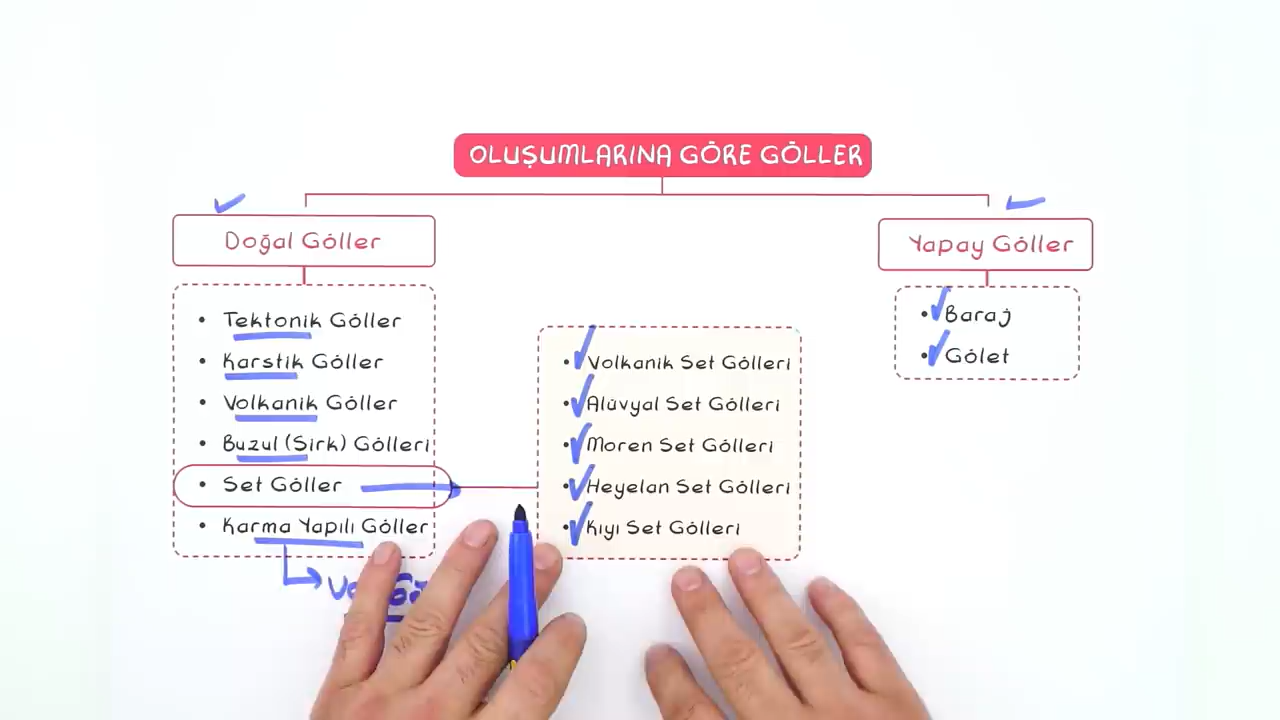 OLUŞUMLARINA GÖRE GÖLLER
Doğal Göller
• Tektonik Göller
• Karstik Göller
• Volkanik Göller
• Buzul (Sirk) Gölleri
• Set Göller
• Karma Yapılı Göller
• Volkanik Set Gölleri
• Alüvyal Set Gölleri
• Moren Set Gölleri
• Heyelan Set Gölleri
• Kıyı Set Gölleri
Yapay Göller
• Baraj
• Gölet